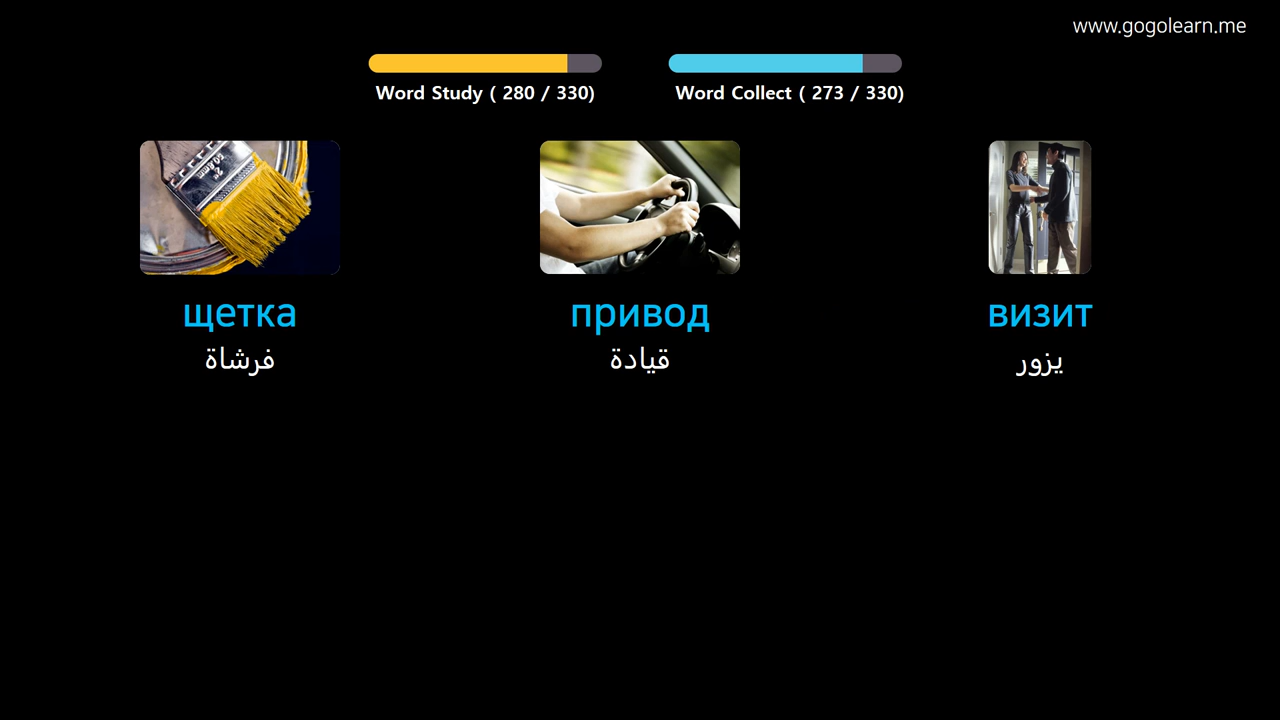 www.gogolearn.me
Word Study ( 280 / 330)
Word Collect ( 273 / 330)
щетка
привод
визит
فرشاة
قيادة
يزور